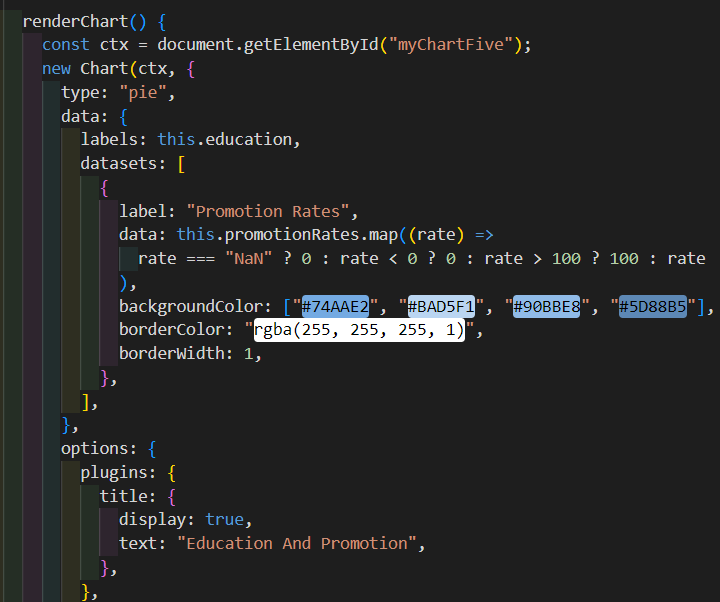 renderChart() {
const ctx = document.getElementById("myChartFive");
new Chart(ctx, {
type: "pie",
data: {
labels: this.education,
datasets: [
{
label: "Promotion Rates",
data: this.promotionRates.map((rate) =>
rate === "NaN" ? 0 : rate < 0 ? 0 : rate > 100 ? 100 : rate
),
backgroundColor: ["#74AAE2", "#BAD5F1", "#90BBE8", "#5D88B5"],
borderColor: "rgba(255, 255, 255, 1)",
borderWidth: 1,
},
],
},
options: {
plugins: {
title: {
display: true,
text: "Education And Promotion",
},
},